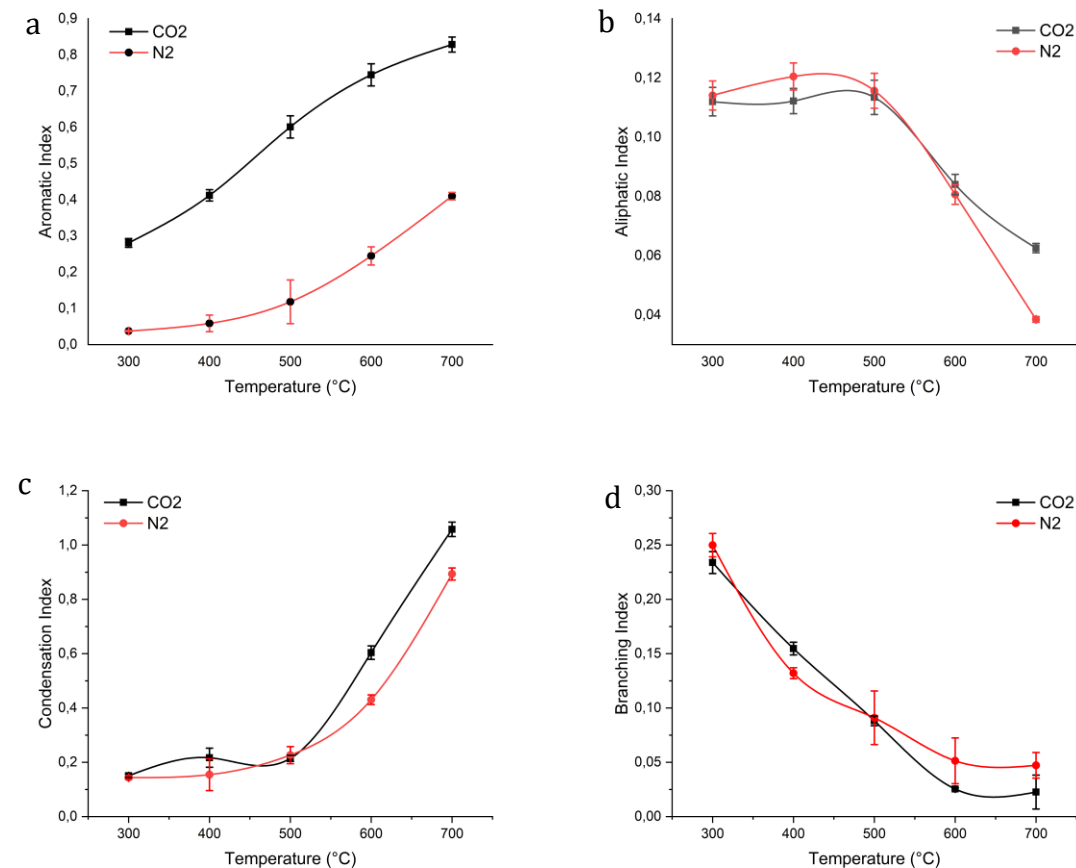 a
CO2
N2
0,9
0,8
0,7
0,6
0,5
0,4
0,3
0,2
0,1
0,0
Aromatic Index
300 400 500 600 700
Temperature (°C)
b
CO2
N2
0,14
0,12
0,10
0,08
0,06
0,04
Aliphatic Index
300 400 500 600 700
Temperature (°C)
c
CO2
N2
1,2
1,0
0,8
0,6
0,4
0,2
0,0
Condensation Index
300 400 500 600 700
Temperature (°C)
d
CO2
N2
0,30
0,25
0,20
0,15
0,10
0,05
0,00
Branching Index
300 400 500 600 700
Temperature (°C)